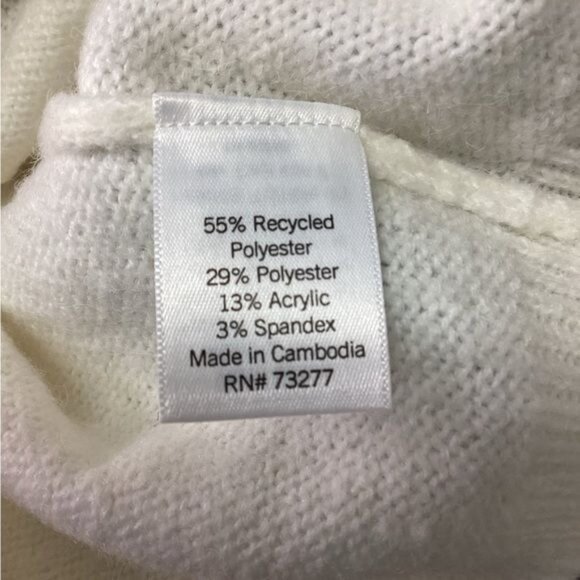 55% Recycled
Polyester
29% Polyester
13% Acrylic
3% Spandex
Made in Cambodia
RN# 73277